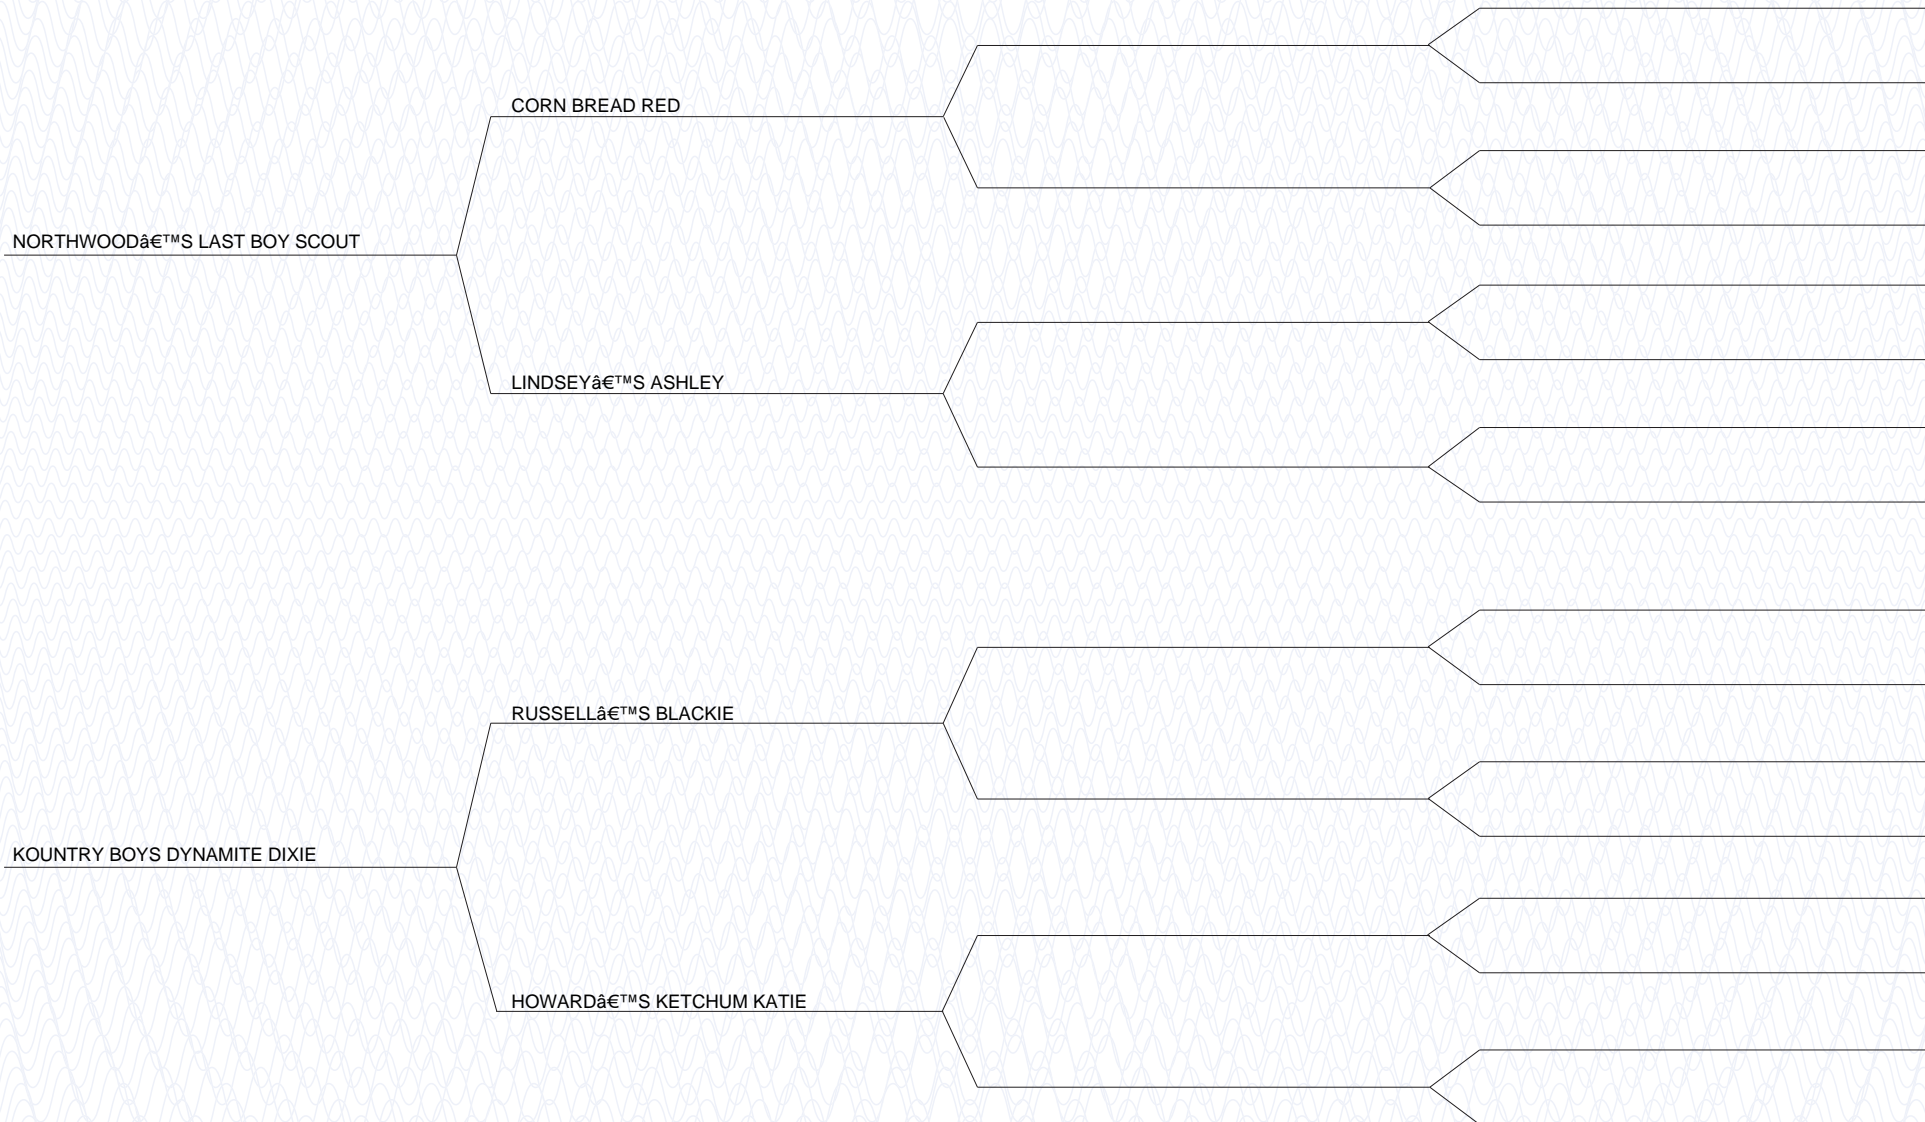 CORN BREAD RED
NORTHWOODâ€™S LAST BOY SCOUT
LINDSEYâ€™S ASHLEY
RUSSELLâ€™S BLACKIE
KOUNTRY BOYS DYNAMITE DIXIE
HOWARDâ€™S KETCHUM KATIE